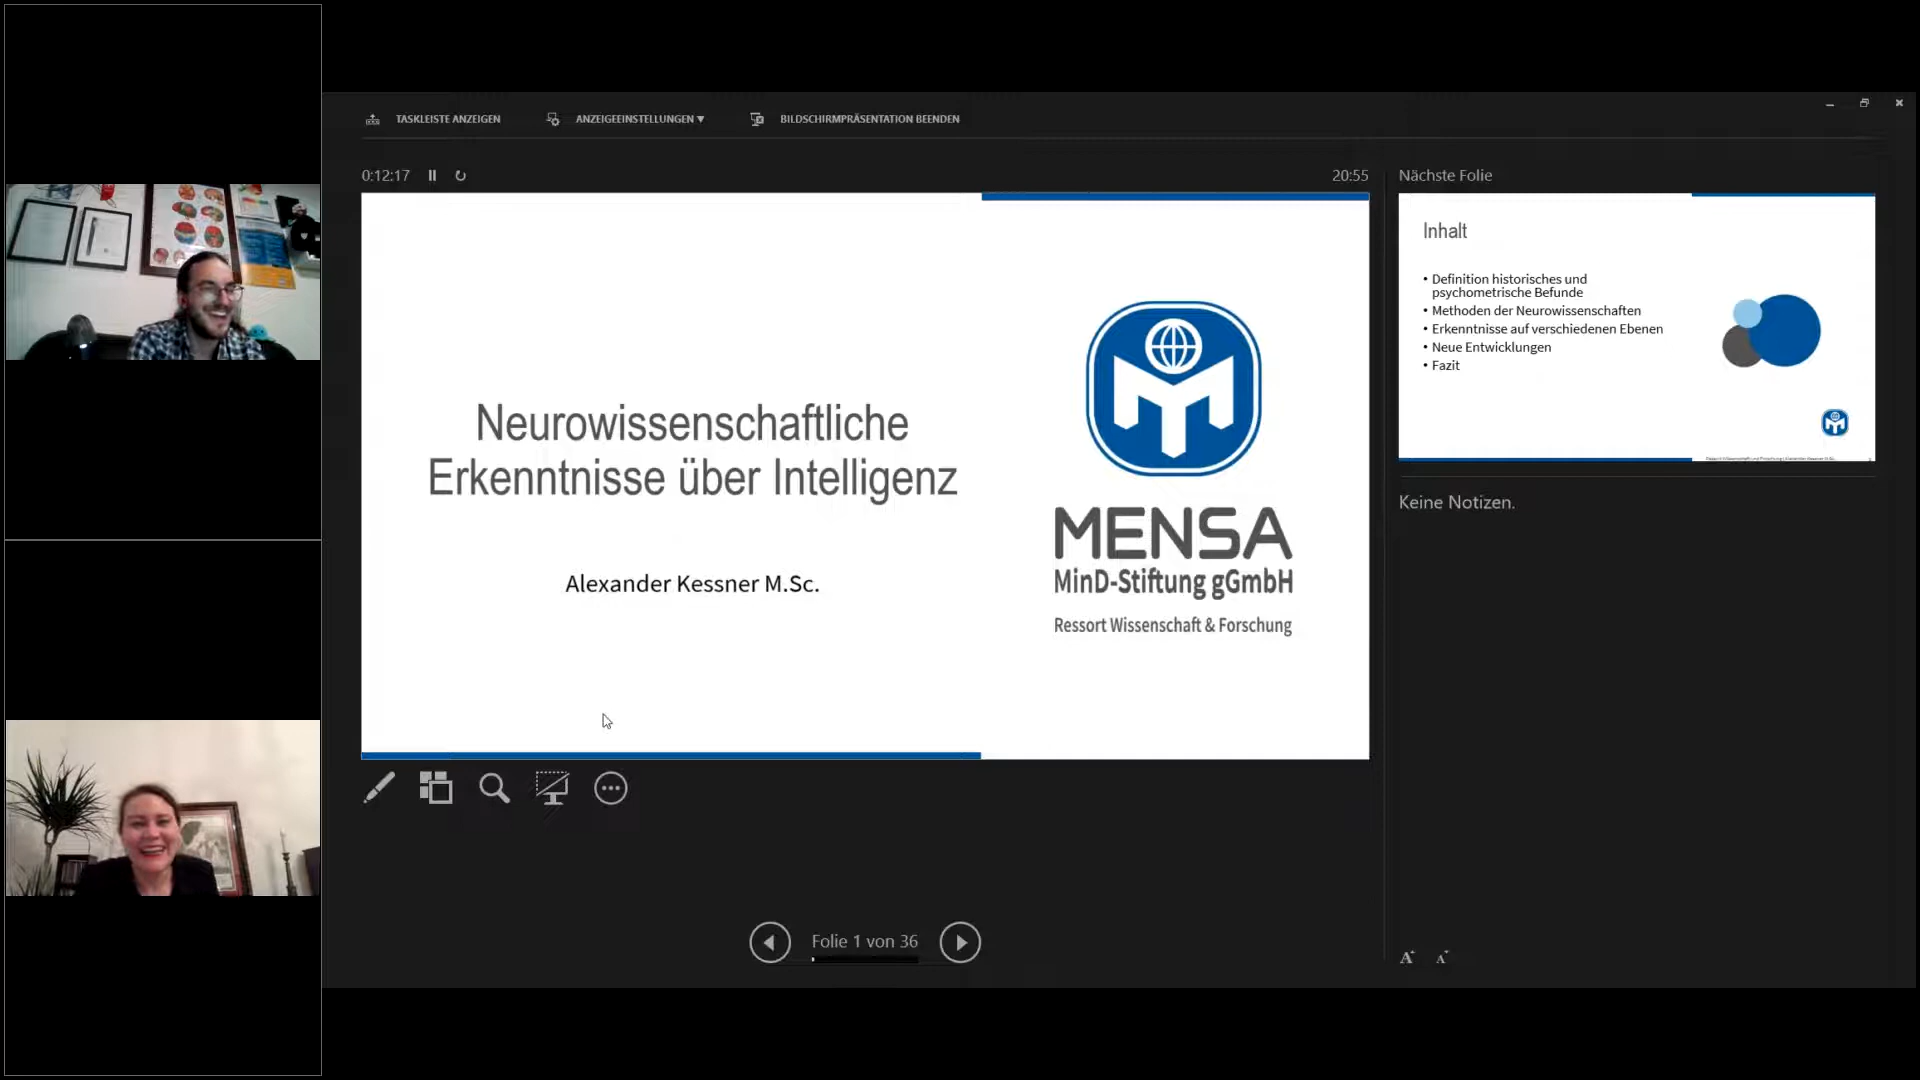 TASKLEISTE ANZEIGEN
ANZEIGEEINSTELLUNGEN ▼
BILDSCHIRMPRÄSENTATION BEENDEN
0:12:17
20:55
Neurowissenschaftliche
Erkenntnisse über Intelligenz
Alexander Kessner M.Sc.
MENSA
MinD-Stiftung gGmbH
Ressort Wissenschaft & Forschung
Folie 1 von 36
Nächste Folie
Inhalt
• Definition historisches und
psychometrische Befunde
• Methoden der Neurowissenschaften
• Erkenntnisse auf verschiedenen Ebenen
• Neue Entwicklungen
• Fazit
Keine Notizen.
A A